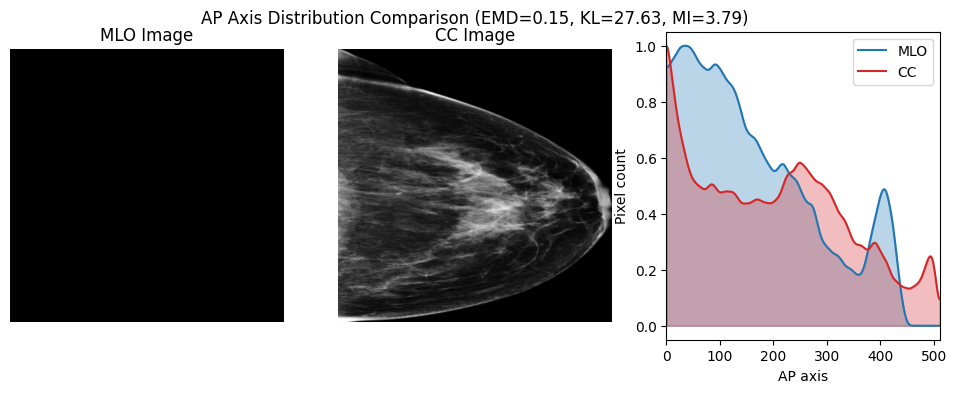 AP Axis Distribution Comparison (EMD=0.15, KL=27.63, MI=3.79)
MLO Image
CC Image
MLO
CC
Pixel count
1.0
0.8
0.6
0.4
0.2
0.0
0 100 200 300 400 500
AP axis